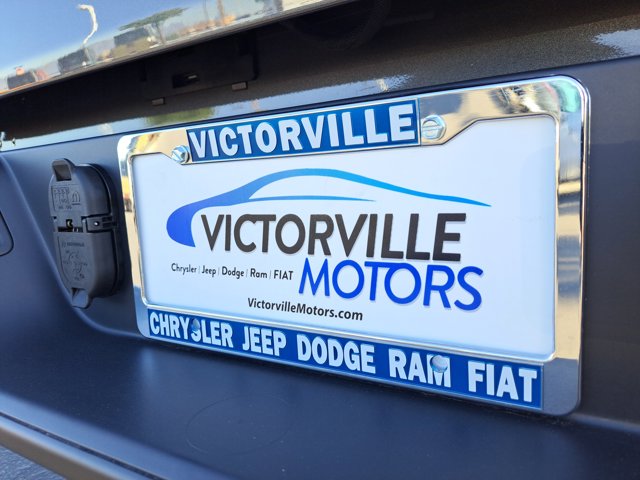 VICTORVILLE
VICTORVILLE
Chrysler | Jeep | Dodge | Ram | FIAT
MOTORS
VictorvilleMotors.com
CHRYSLER JEEP DODGE RAM FIAT